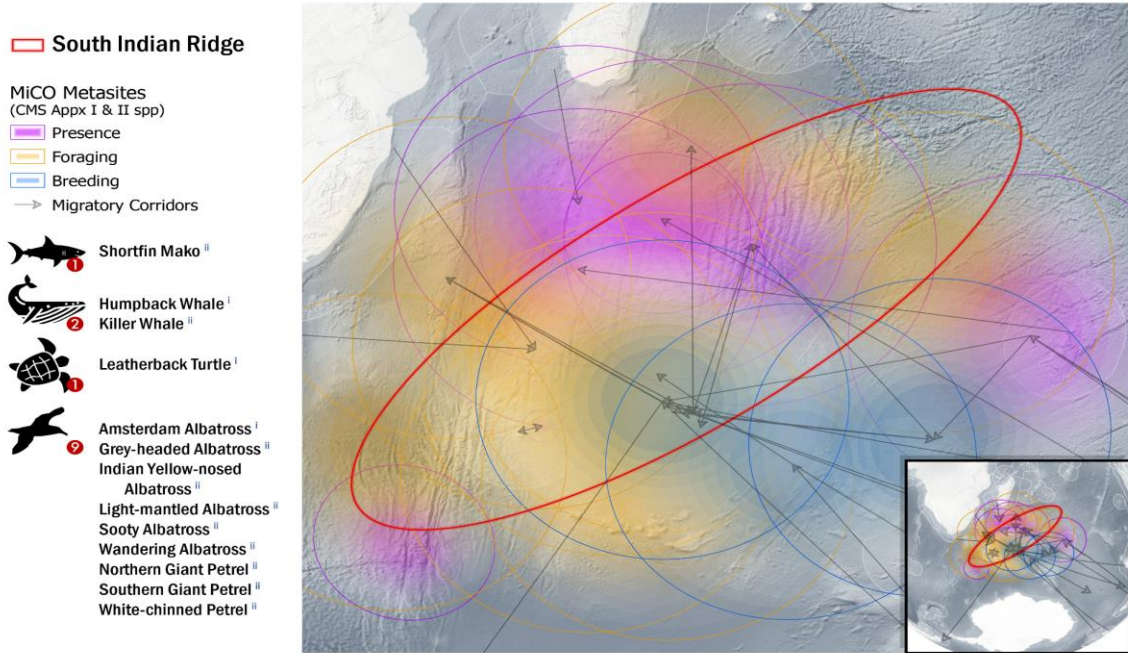 South Indian Ridge
MiCO Metasites
(CMS Appx I & II spp)
Presence
Foraging
Breeding
Migratory Corridors
Shortfin Mako ii
1
Humpback Whale i
Killer Whale ii
2
Leatherback Turtle i
1
Amsterdam Albatross i
9
Grey-headed Albatross ii
Indian Yellow-nosed
Albatross ii
Light-mantled Albatross ii
Sooty Albatross ii
Wandering Albatross ii
Northern Giant Petrel ii
Southern Giant Petrel ii
White-chinned Petrel ii